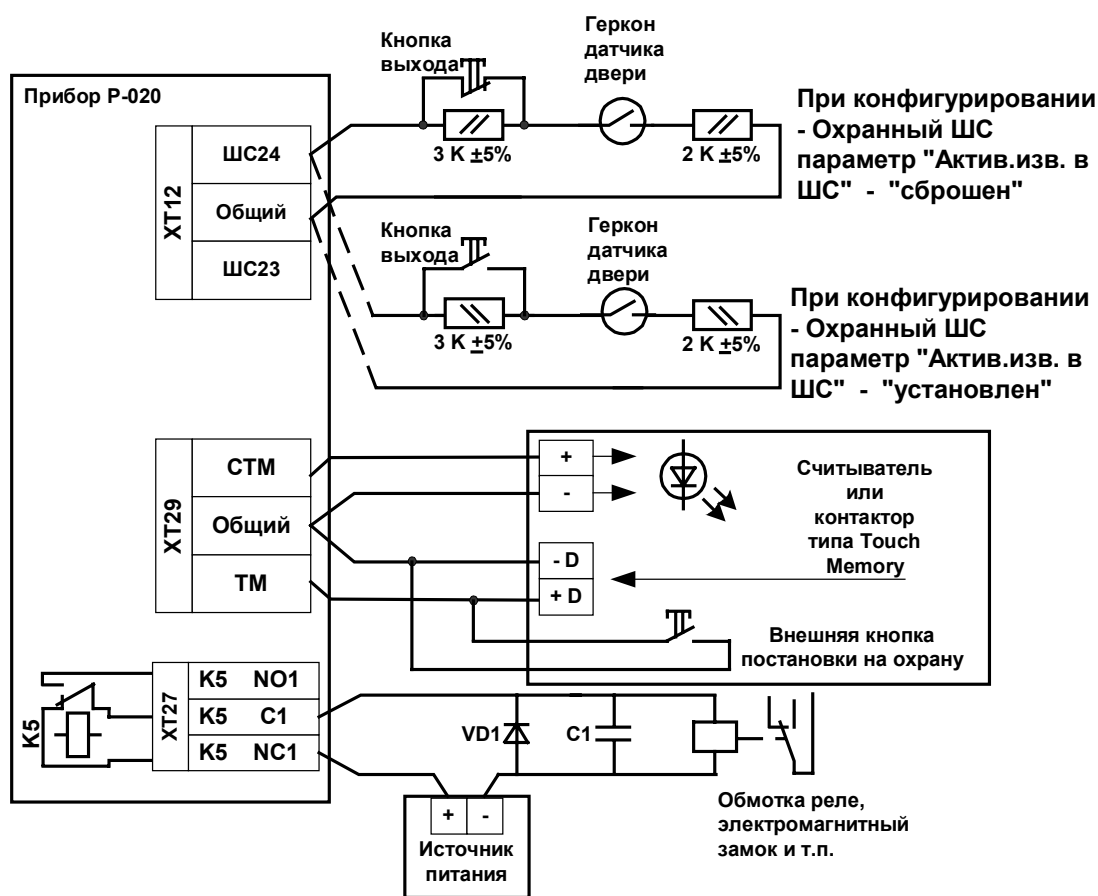 Прибор Р-020
XT12
ШС24
Общий
ШС23
Кнопка
выхода
3 К ±5%
Геркон
датчика
двери
2 К ±5%
При конфигурировании
- Охранный ШС
параметр "Актив.изв. в
ШС" - "сброшен"
Кнопка
выхода
3 К ±5%
Геркон
датчика
двери
2 К ±5%
При конфигурировании
- Охранный ШС
параметр "Актив.изв. в
ШС" - "установлен"
XT29
СТМ
Общий
ТМ
+
-
- D
+ D
Считыватель
или
контактор
типа Touch
Memory
Внешняя кнопка
постановки на охрану
K5
XT27
K5 NO1
K5 C1
K5 NC1
VD1
C1
+ -
Источник
питания
Обмотка реле,
электромагнитный
замок и т.п.